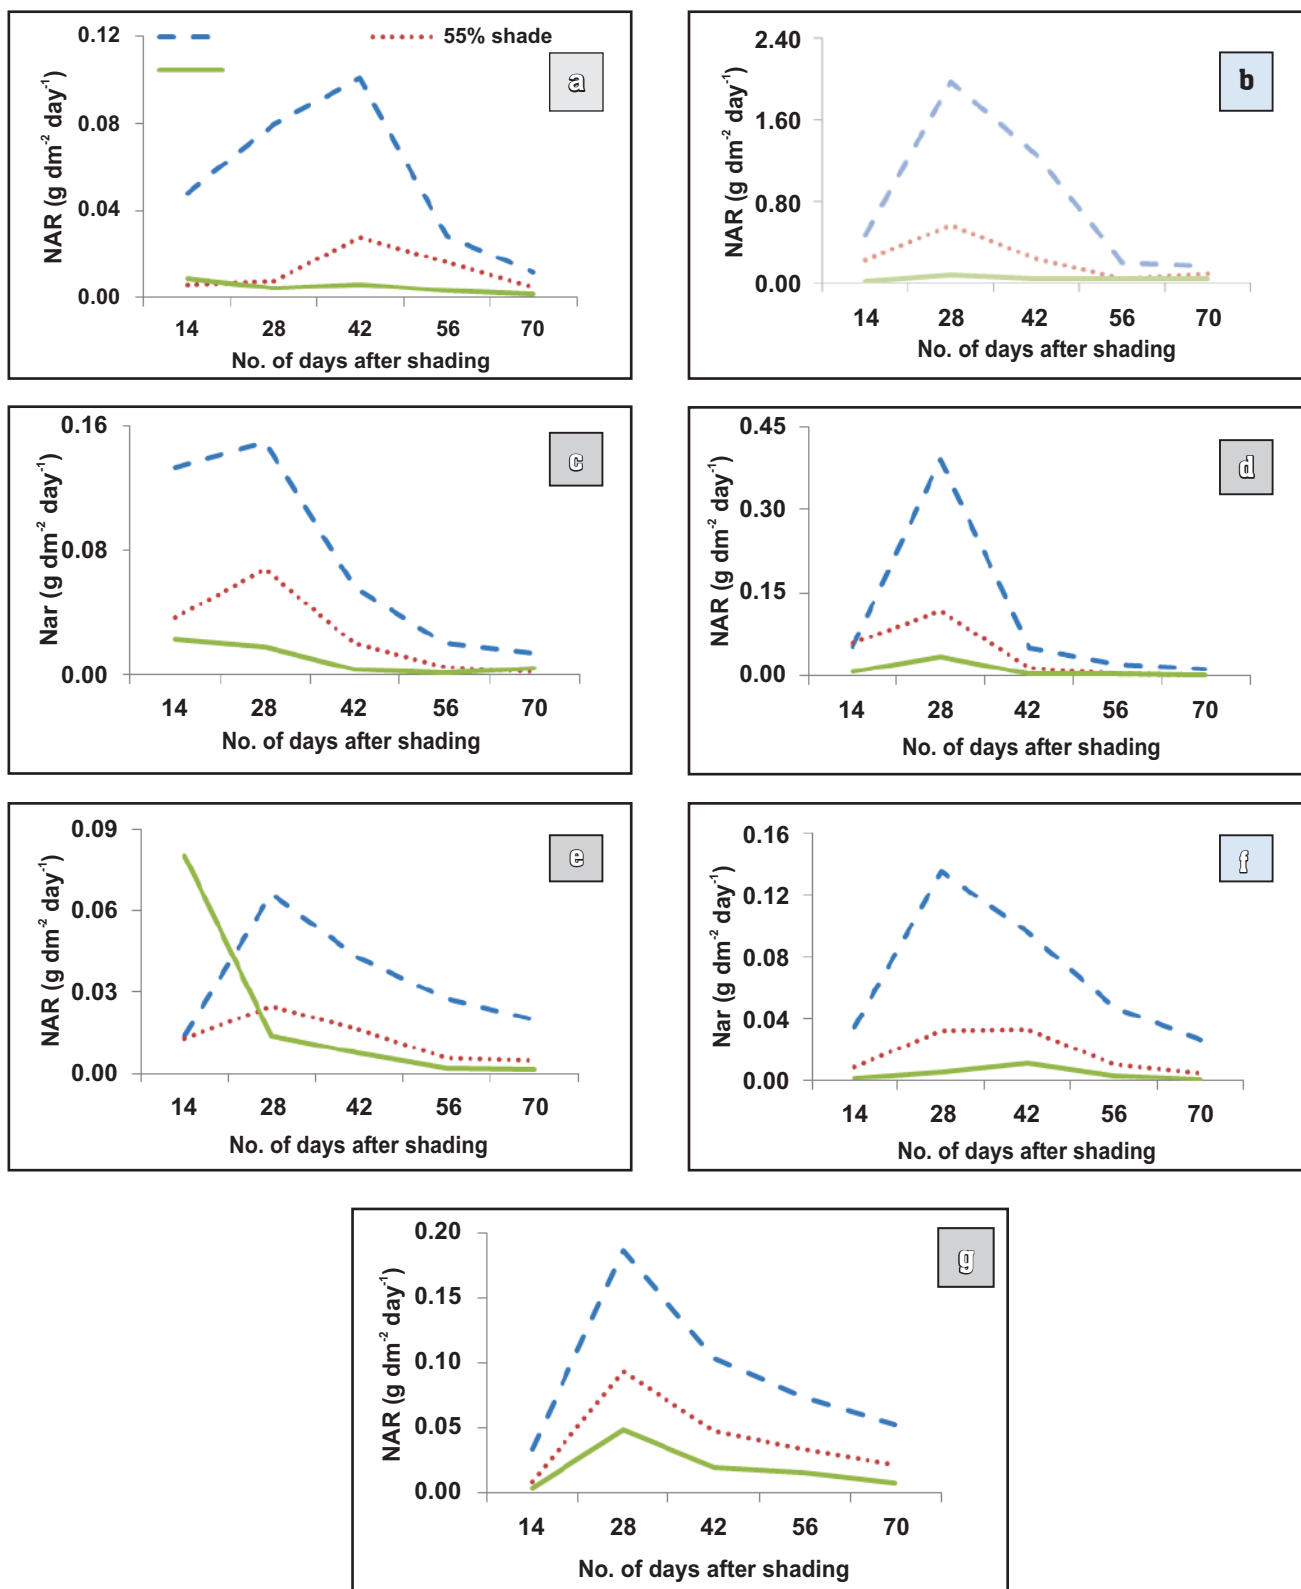 0.12
55% shade
a
0.08
0.04
0.00
NAR (g dm-2 day-1)
14 28 42 56 70
No. of days after shading
2.40
b
1.60
0.80
0.00
NAR (g dm-2 day-1)
14 28 42 56 70
No. of days after shading
0.16
c
0.08
0.00
Nar (g dm-2 day-1)
14 28 42 56 70
No. of days after shading
0.45
d
0.30
0.15
0.00
NAR (g dm-2 day-1)
14 28 42 56 70
No. of days after shading
0.09
e
0.06
0.03
0.00
NAR (g dm-2 day-1)
14 28 42 56 70
No. of days after shading
0.16
f
0.12
0.08
0.04
0.00
Nar (g dm-2 day-1)
14 28 42 56 70
No. of days after shading
0.20
g
0.15
0.10
0.05
0.00
NAR (g dm-2 day-1)
14 28 42 56 70
No. of days after shading